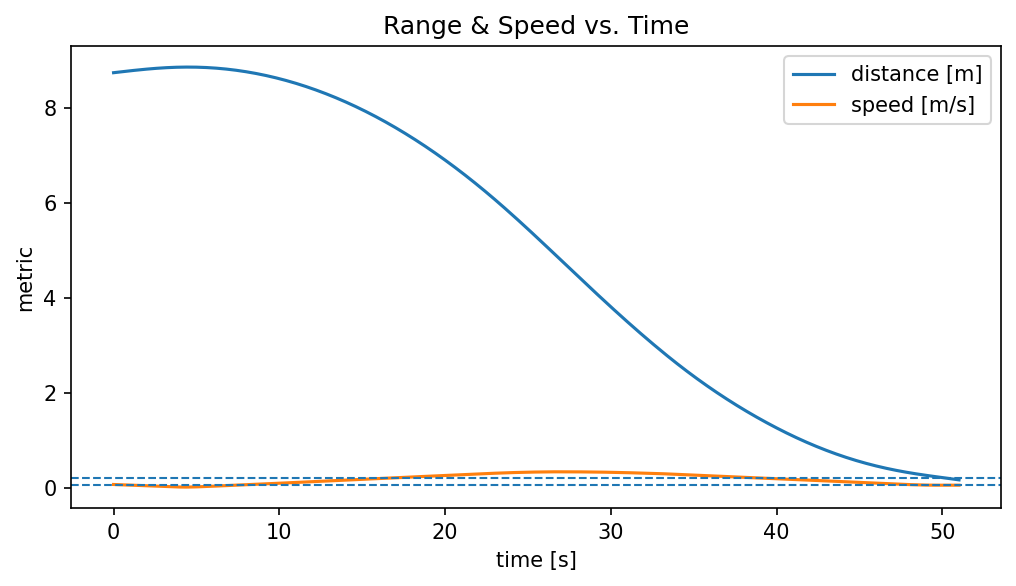 Range & Speed vs. Time
distance [m]
speed [m/s]
metric
8
6
4
2
0
0 10 20 30 40 50
time [s]